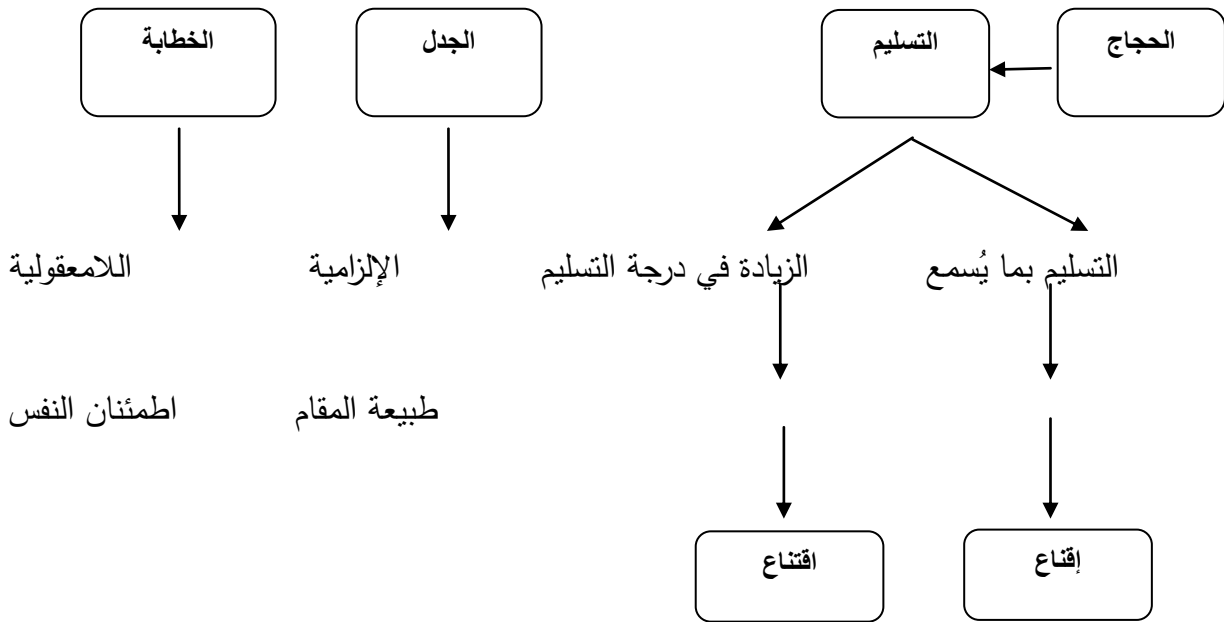 الحجاج
التسليم
الجدل
الخطابة
التسليم بما يُسمع
الزيادة في درجة التسليم
الإلزامية
اللامعقولية
طبيعة المقام
اطمئنان النفس
إقناع
اقتناع